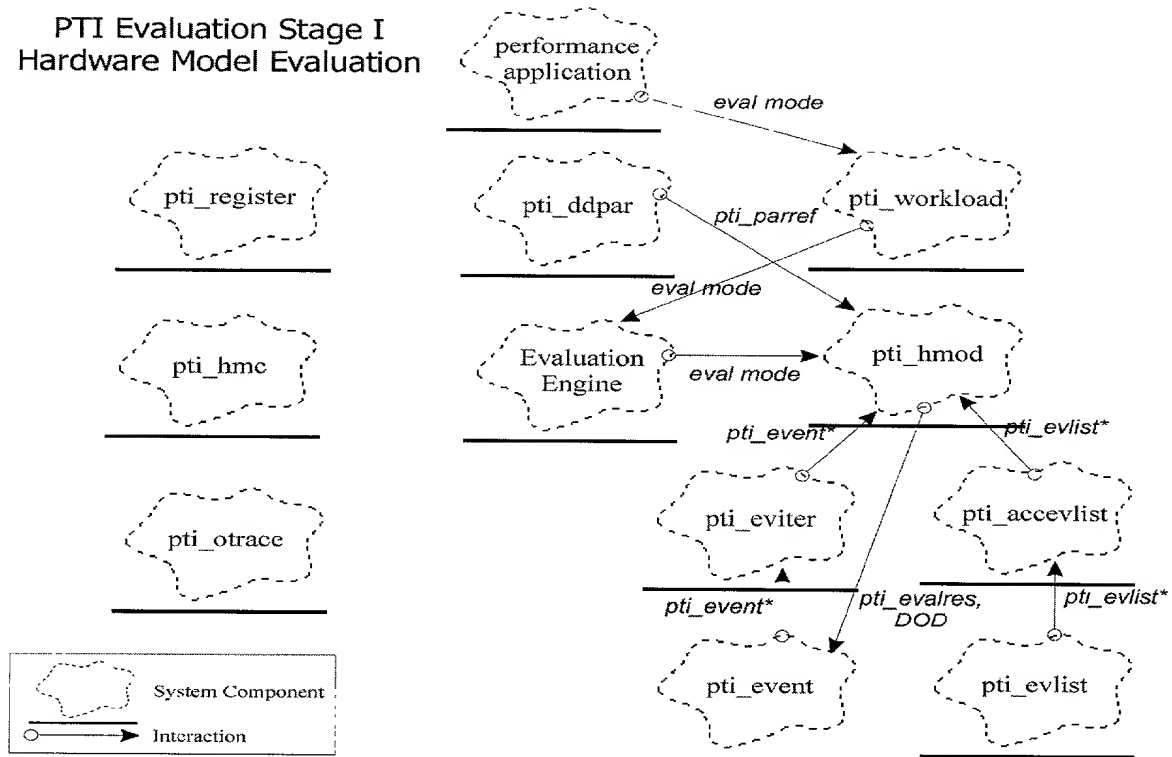 PTI Evaluation Stage I
Hardware Model Evaluation
performance
application
eval mode
pti_register
pti_ddpar
pti_workload
pti_parref
eval mode
pti_hmc
Evaluation
Engine
eval mode
pti_hmod
pti_event*
pti_evlist*
pti_otrace
pti_eviter
pti_accevlist
pti_event*
pti_evalres,
DOD
pti_evlist*
pti_event
pti_evlist
System Component
Interaction